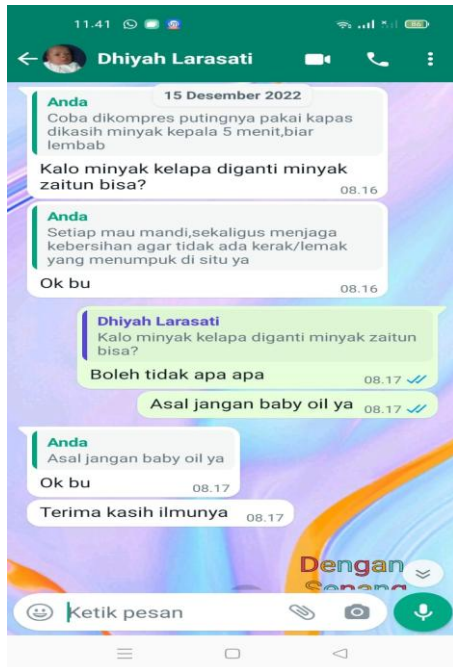 11.41
86
Dhiyah Larasati
15 Desember 2022
Anda
Coba dikompres putingnya pakai kapas
dikasih minyak kepala 5 menit,biar
lembab
Kalo minyak kelapa diganti minyak
zaitun bisa?
08.16
Anda
Setiap mau mandi,sekaligus menjaga
kebersihan agar tidak ada kerak/lemak
yang menumpuk di situ ya
Ok bu
08.16
Dhiyah Larasati
Kalo minyak kelapa diganti minyak zaitun
bisa?
Boleh tidak apa apa
08.17
Asal jangan baby oil ya 08.17
Anda
Asal jangan baby oil ya
Ok bu
08.17
Terima kasih ilmunya 08.17
Dengan
Senang
Ketik pesan